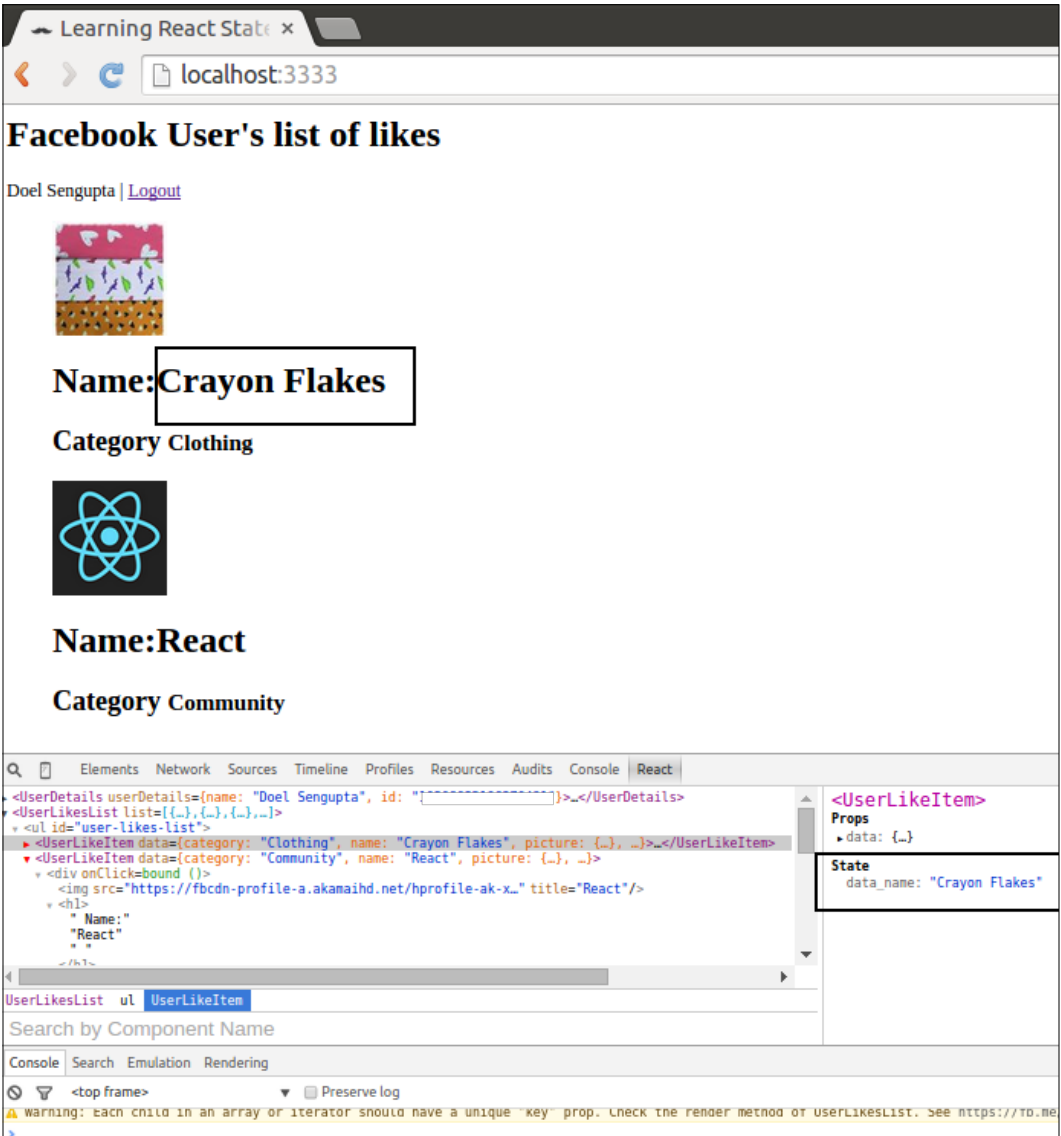 Learning React State ×
localhost:3333
Facebook User's list of likes
Doel Sengupta | Logout
Name:Crayon Flakes
Category Clothing
Name:React
Category Community
Elements Network Sources Timeline Profiles Resources Audits Console React
<UserDetails userDetails={name: "Doel Sengupta", id: " }>…</UserDetails>
<UserLikesList list=[{…},{…},{…},…]>
<ul id="user-likes-list">
<UserLikeItem data={category: "Clothing", name: "Crayon Flakes", picture: {…}, …}>…</UserLikeItem>
<UserLikeItem data={category: "Community", name: "React", picture: {…}, …}>
<div onClick=bound ()>
<img src="https://fbcdn-profile-a.akamaihd.net/hprofile-ak-x…" title="React"/>
<h1>
" Name:"
"React"
" "
</h1>
<UserLikeItem>
Props
data: {…}
State
data_name: "Crayon Flakes"
UserLikesList ul UserLikeItem
Search by Component Name
Console Search Emulation Rendering
<top frame> ▼ Preserve log
Warning: Each child in an array or iterator should have a unique "key" prop. Check the render method of UserLikesList. See https://fb.me/